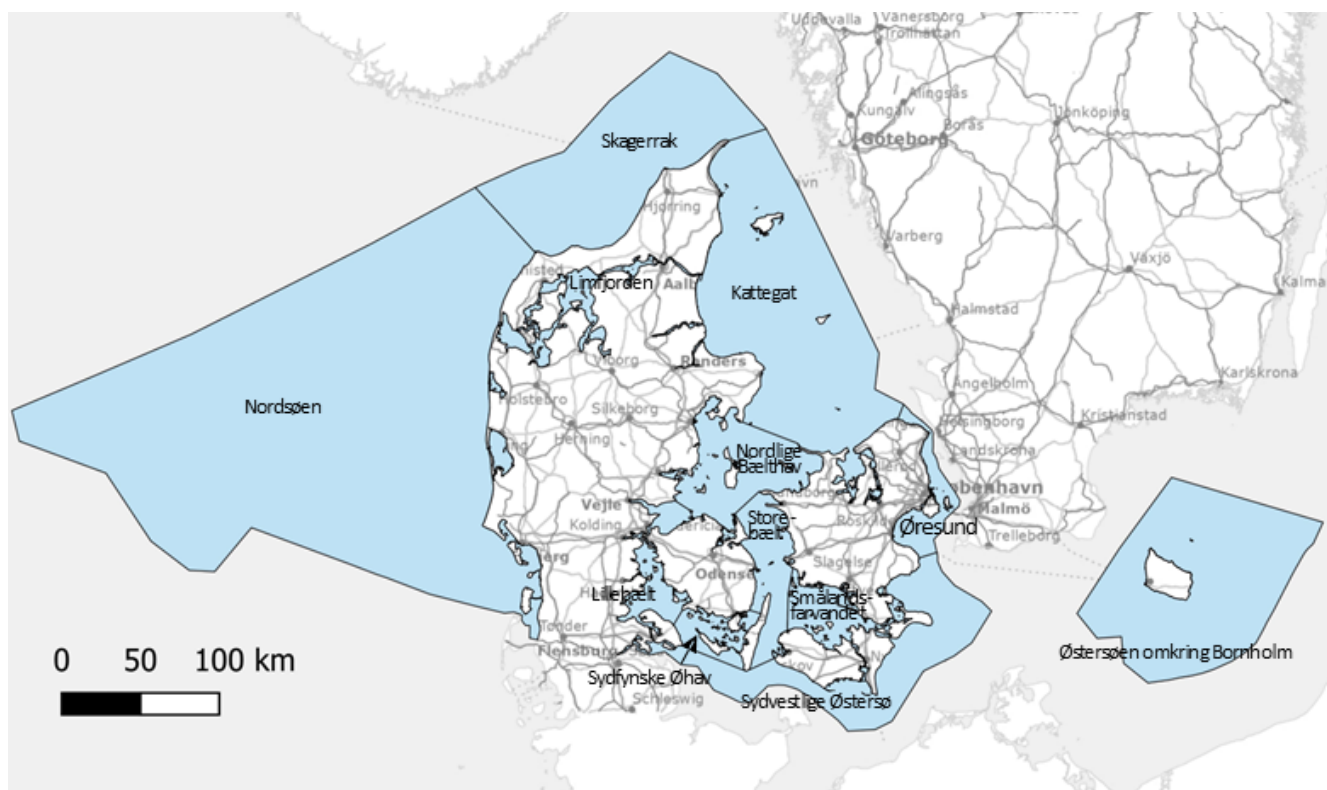 Uddevalla
Vänersborg
Trollhättan
Alingsås
Kungälv
Jönköping
Göteborg
Borås
Skagerrak
Hjørring
Varberg
Växjö
Limfjorden
Aalb
Kattegat
Kalma
Halmstad
Viborg
Randers
Karlskrona
Ängelholm
Holstebro
Silkeborg
Nordsøen
Kristianstad
Helsingborg
Herning
Nordlige
Bælthav
Landskrona
København
Vejle
Store-
bælt
Malmö
Kolding
Roskilde
Øresund
Trelleborg
Slagelse
Odense
Lillebælt
Smålands-
farvandet
Tønder
Flensburg
0 50 100 km
Østersøen omkring Bornholm
Sydfynske Øhav
Schleswig
Sydvestlige Østersø